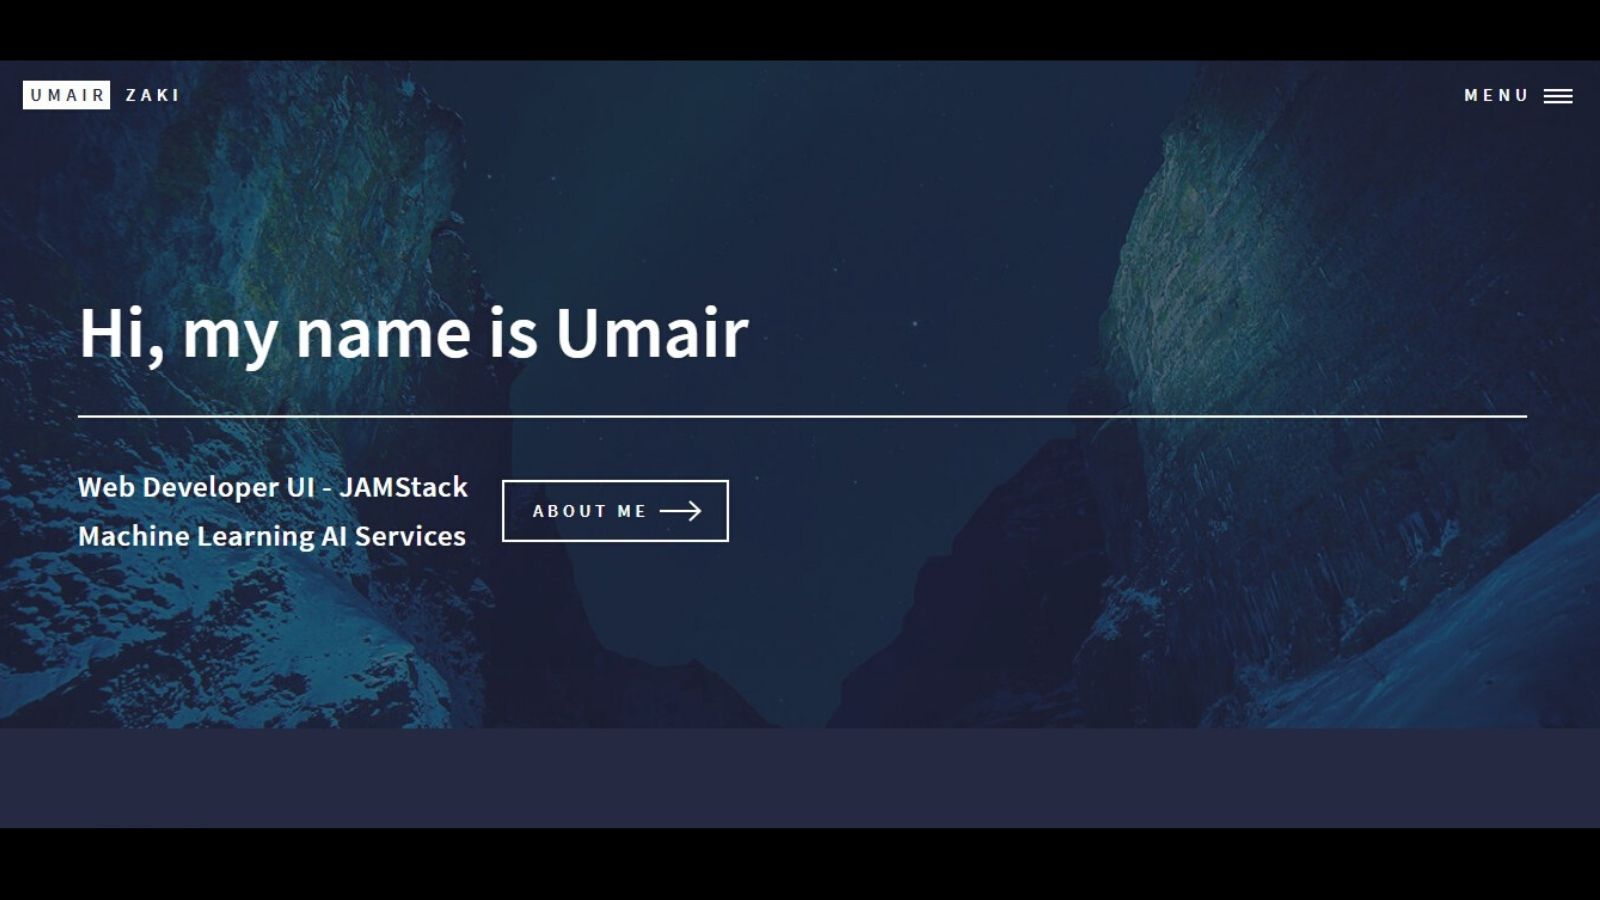 UMAIR ZAKI
MENU
Hi, my name is Umair
Web Developer UI - JAMStack
Machine Learning AI Services
ABOUT ME